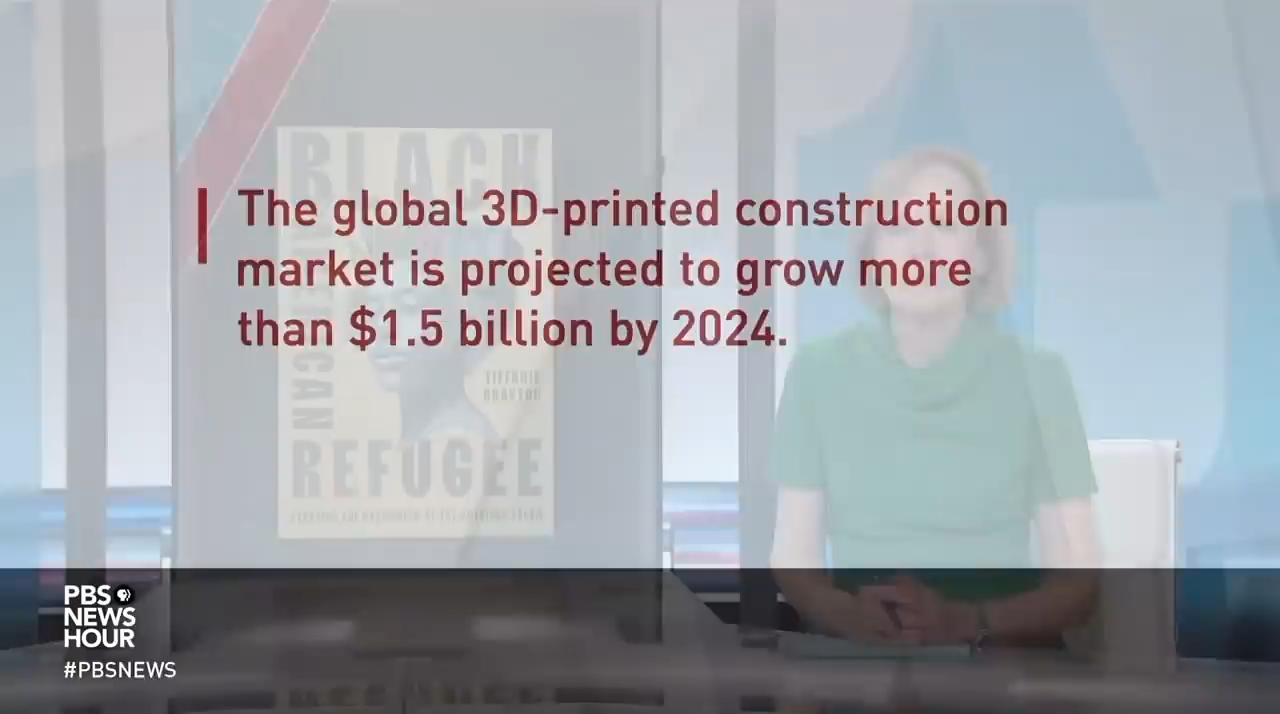 BLACK
AMERICAN
The global 3D-printed construction
market is projected to grow more
than $1.5 billion by 2024.
TIFFANIE
DRAYTON
REFUGEE
PBS
NEWS
HOUR
#PBSNEWS